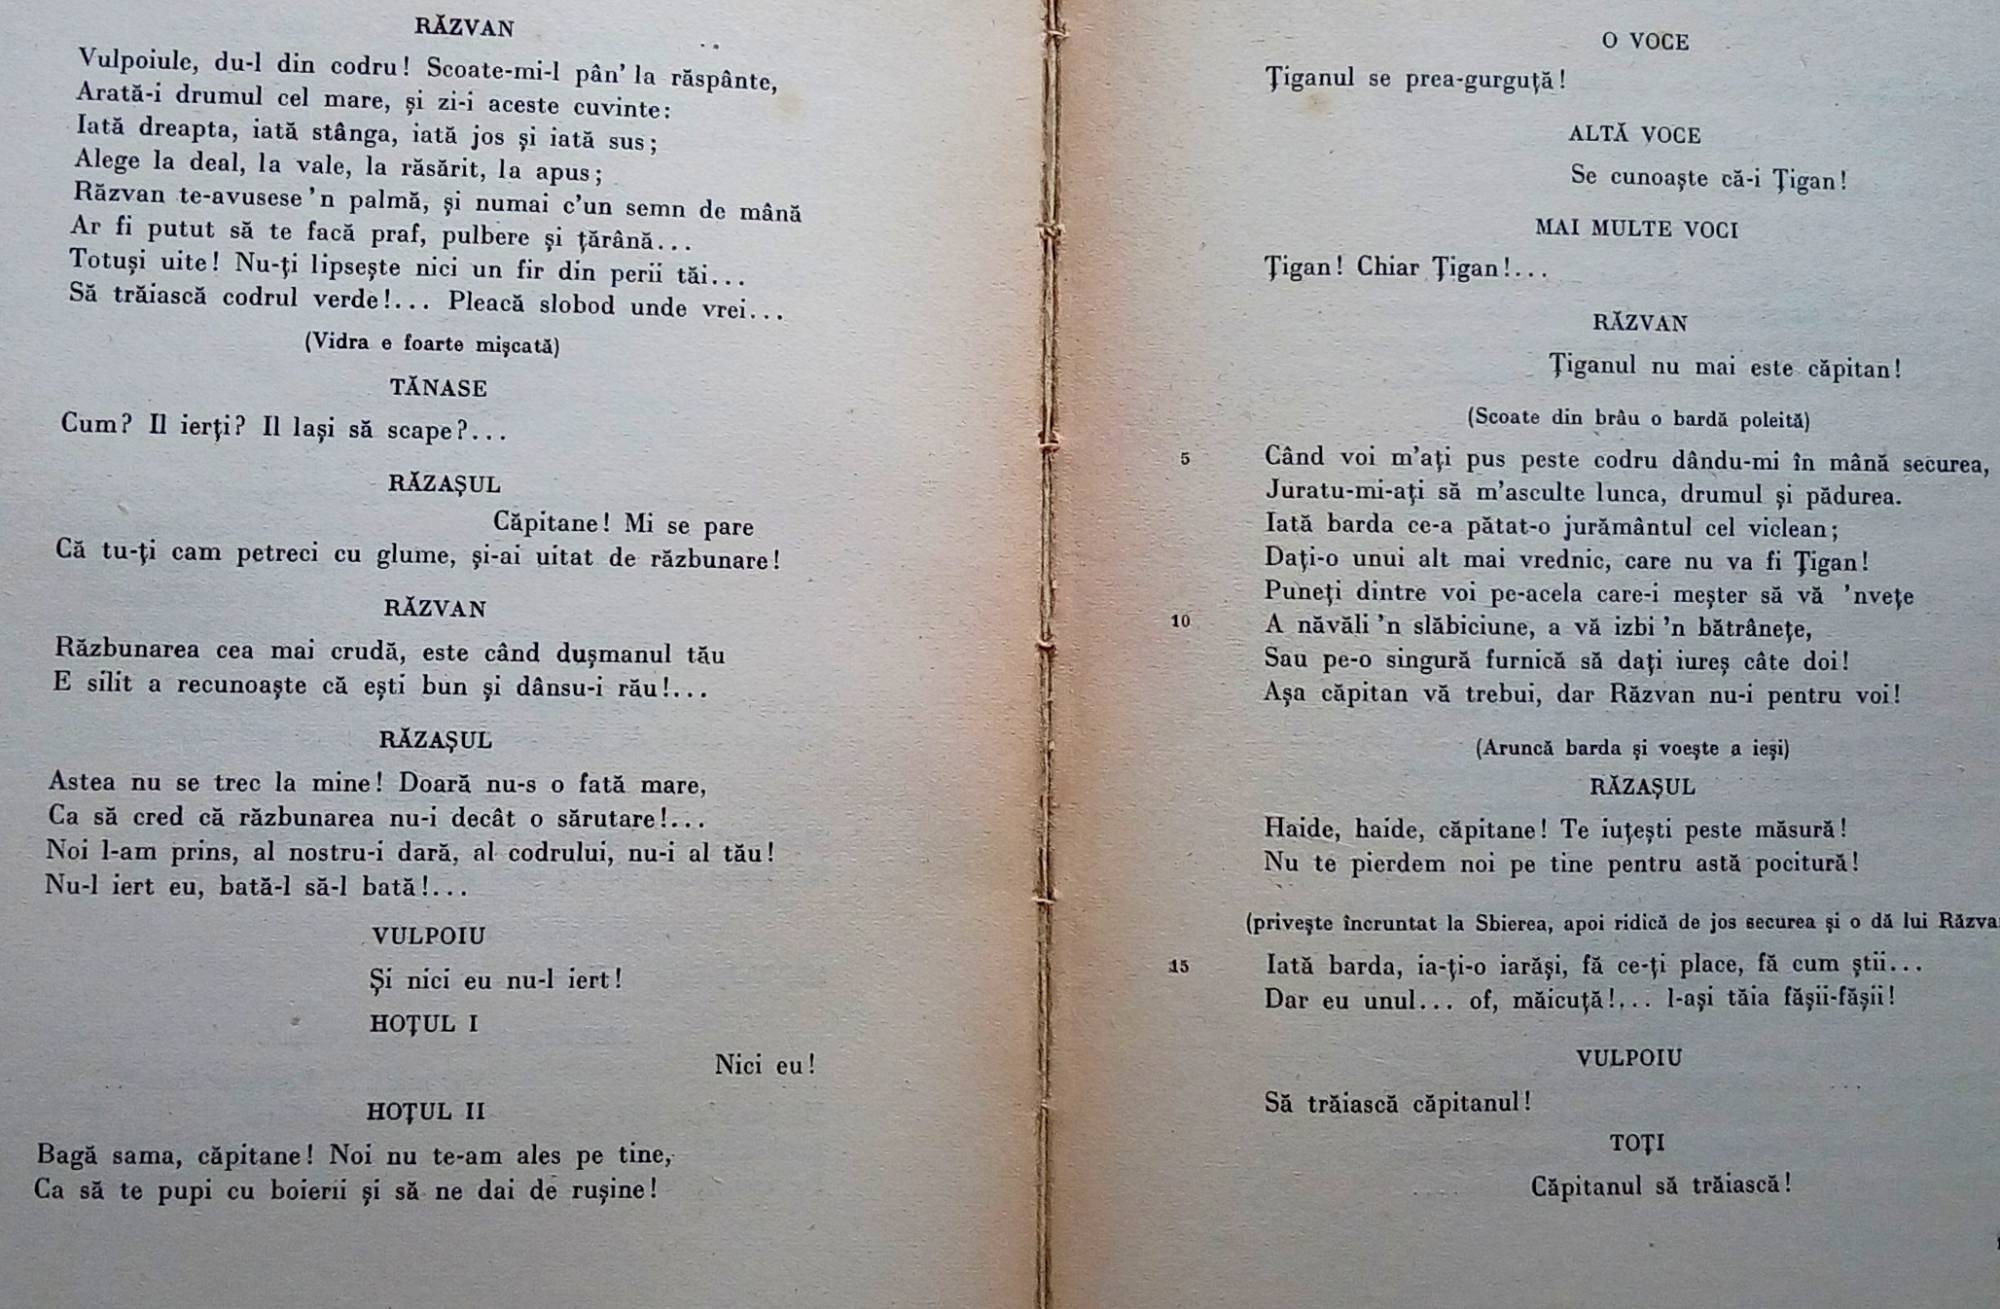 RĂZVAN
Vulpoiule, du-l din codru! Scoate-mi-l pân' la răspânte,
Arată-i drumul cel mare, și zi-i aceste cuvinte:
Iată dreapta, iată stânga, iată jos și iată sus;
Alege la deal, la vale, la răsărit, la apus;
Răzvan te-avusese 'n palmă, și numai c'un semn de mână
Ar fi putut să te facă praf, pulbere și țărână...
Totuși uite! Nu-ți lipsește nici un fir din perii tăi...
Să trăiască codrul verde!... Pleacă slobod unde vrei...
(Vidra e foarte mișcată)
TĂNASE
Cum? Il ierți? Il lași să scape?...
RĂZAȘUL
Căpitane! Mi se pare
Că tu-ți cam petreci cu glume, și-ai uitat de răzbunare!
RĂZVAN
Răzbunarea cea mai crudă, este când dușmanul tău
E silit a recunoaște că ești bun și dânsu-i rău!...
RĂZAȘUL
Astea nu se trec la mine! Doară nu-s o fată mare,
Ca să cred că răzbunarea nu-i decât o sărutare!...
Noi l-am prins, al nostru-i dară, al codrului, nu-i al tău!
Nu-l iert eu, bată-l să-l bată!...
VULPOIU
Și nici eu nu-l iert!
HOȚUL I
Nici eu!
HOȚUL II
Bagă sama, căpitane! Noi nu te-am ales pe tine,
Ca să te pupi cu boierii și să ne dai de rușine!
O VOCE
Țiganul se prea-gurguță!
ALTĂ VOCE
Se cunoaște că-i Țigan!
MAI MULTE VOCI
Țigan! Chiar Țigan!...
RĂZVAN
Țiganul nu mai este căpitan!
(Scoate din brâu o bardă poleită)
5 Când voi m'ați pus peste codru dându-mi în mână securea,
Juratu-mi-ați să m'asculte lunca, drumul și pădurea.
Iată barda ce-a pătat-o jurământul cel viclean;
Dați-o unui alt mai vrednic, care nu va fi Țigan!
Puneți dintre voi pe-acela care-i meșter să vă 'nvețe
10 A năvăli 'n slăbiciune, a vă izbi 'n bătrânețe,
Sau pe-o singură furnică să dați iureș câte doi!
Așa căpitan vă trebui, dar Răzvan nu-i pentru voi!
(Aruncă barda și voește a ieși)
RĂZAȘUL
Haide, haide, căpitane! Te iuțești peste măsură!
Nu te pierdem noi pe tine pentru astă pocitură!
(privește încruntat la Sbierea, apoi ridică de jos securea și o dă lui Răzva
15 Iată barda, ia-ți-o iarăși, fă ce-ți place, fă cum știi...
Dar eu unul... of, măicuță!... l-ași tăia fășii-fășii!
VULPOIU
Să trăiască căpitanul!
TOȚI
Căpitanul să trăiască!